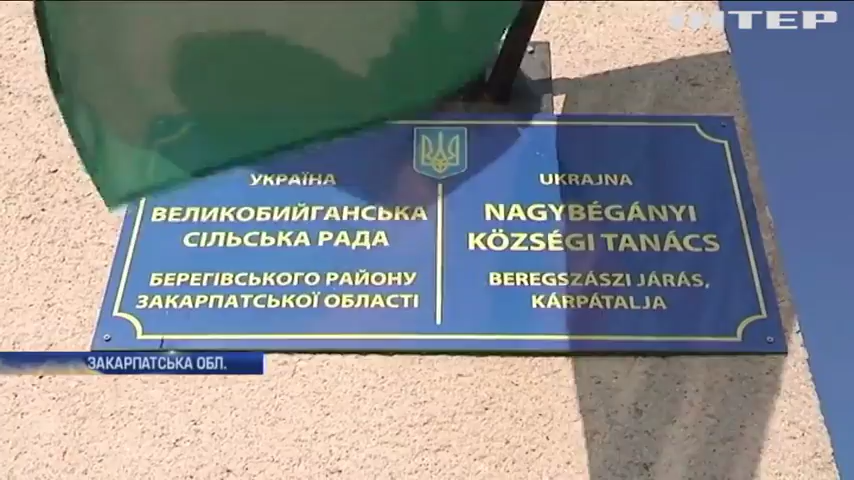 ІНТЕР
УКРАЇНА
ВЕЛИКОБИЙГАНСЬКА
СІЛЬСЬКА РАДА
БЕРЕГІВСЬКОГО РАЙОНУ
ЗАКАРПАТСЬКОЇ ОБЛАСТІ
UKRAJNA
NAGYBÉGÁNYI
KÖZSÉGI TANÁCS
BEREGSZÁSZI JÁRÁS,
KÁRPÁTALJA
ЗАКАРПАТСЬКА ОБЛ.